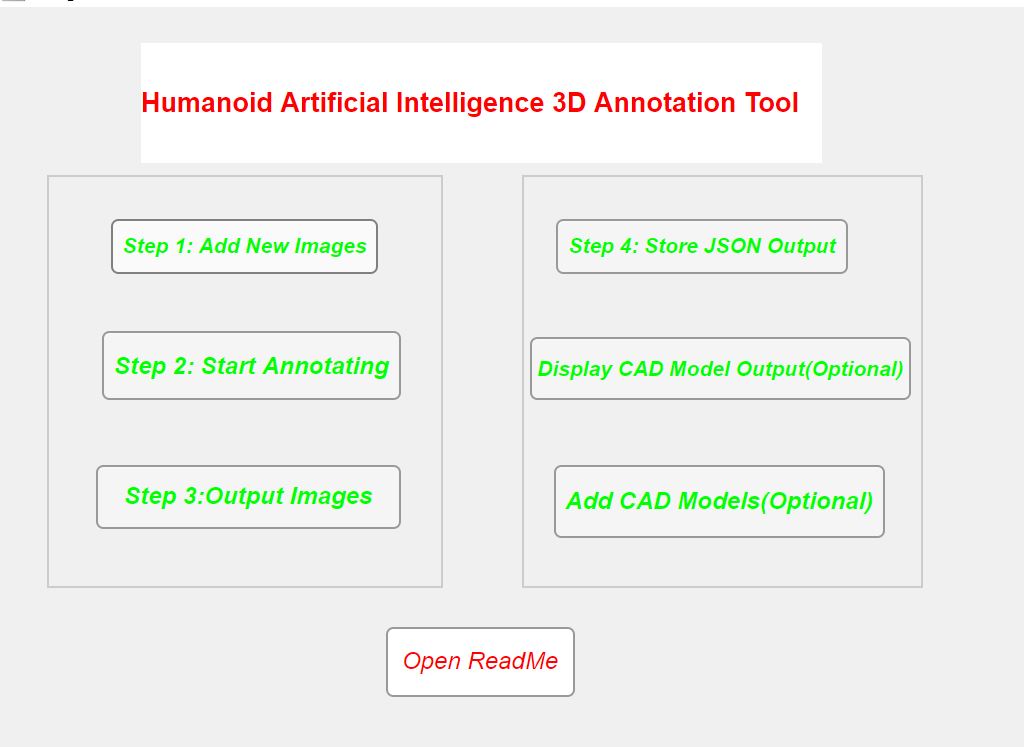 Humanoid Artificial Intelligence 3D Annotation Tool
Step 1: Add New Images
Step 2: Start Annotating
Step 3:Output Images
Step 4: Store JSON Output
Display CAD Model Output(Optional)
Add CAD Models(Optional)
Open ReadMe